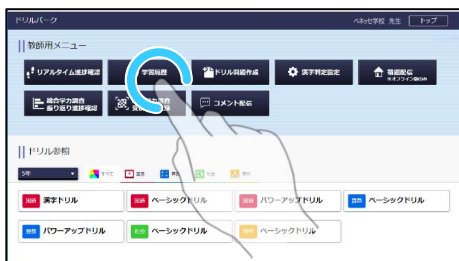 ドリルパーク ベネッセ学校 先生 トップ
教師用メニュー
リアルタイム進捗確認 学習履歴 ドリル問題作成 漢字判定設定 宿題配信
※オフライン版のみ
総合学力調査 コメント配信
振り返り進捗確認
ドリル参照
5年 すべて 国語 算数 社会 理科
国語 漢字ドリル 国語 ベーシックドリル 国語 パワーアップドリル 算数 ベーシックドリル
算数 パワーアップドリル 社会 ベーシックドリル 理科 ベーシックドリル